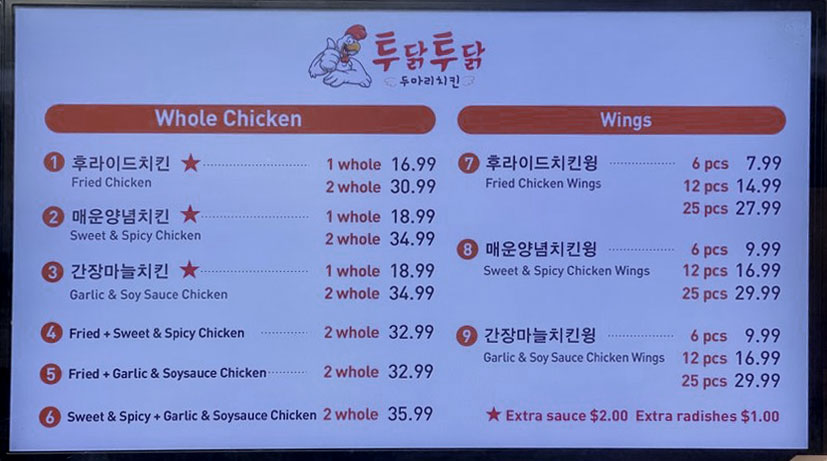 투닭투닭
두마리치킨
Whole Chicken
1 후라이드치킨 ★ 1 whole 16.99
Fried Chicken 2 whole 30.99
2 매운양념치킨 ★ 1 whole 18.99
Sweet & Spicy Chicken 2 whole 34.99
3 간장마늘치킨 ★ 1 whole 18.99
Garlic & Soy Sauce Chicken 2 whole 34.99
4 Fried + Sweet & Spicy Chicken 2 whole 32.99
5 Fried + Garlic & Soysauce Chicken 2 whole 32.99
6 Sweet & Spicy + Garlic & Soysauce Chicken 2 whole 35.99
Wings
7 후라이드치킨윙 6 pcs 7.99
Fried Chicken Wings 12 pcs 14.99
25 pcs 27.99
8 매운양념치킨윙 6 pcs 9.99
Sweet & Spicy Chicken Wings 12 pcs 16.99
25 pcs 29.99
9 간장마늘치킨윙 6 pcs 9.99
Garlic & Soy Sauce Chicken Wings 12 pcs 16.99
25 pcs 29.99
★ Extra sauce $2.00 Extra radishes $1.00